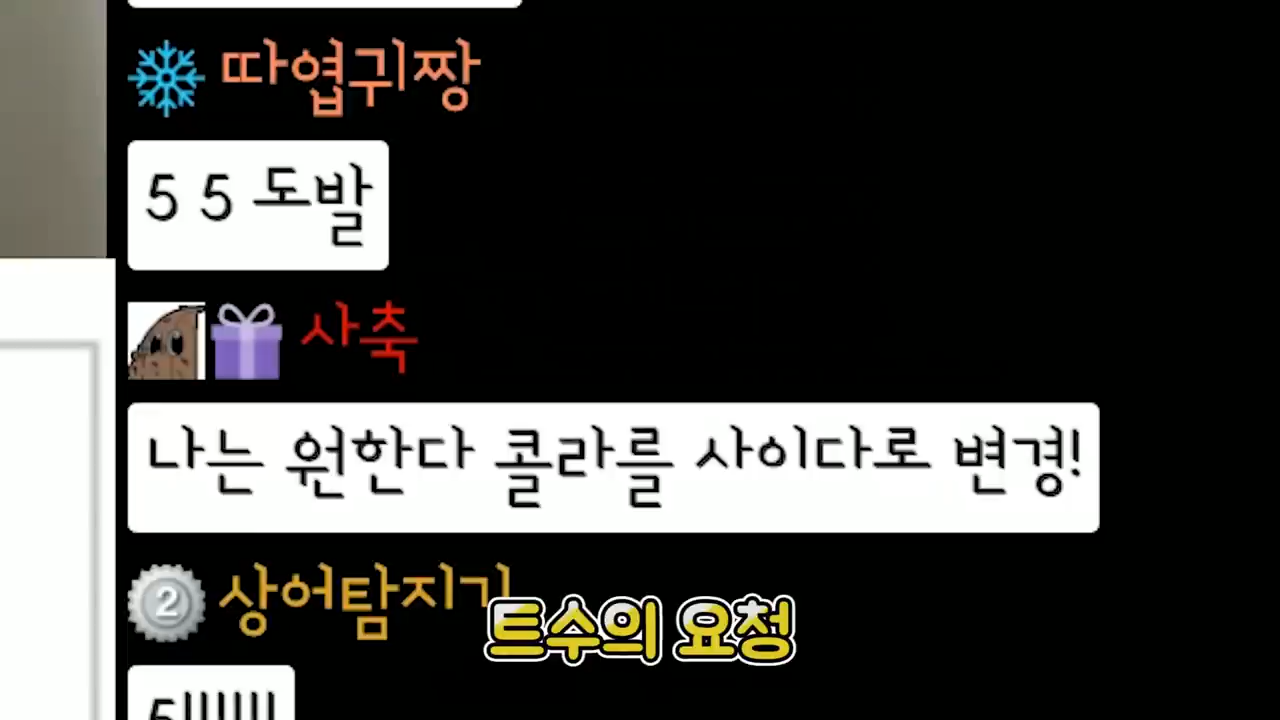 따엽귀짱
5 5 도발
사축
나는 원한다 콜라를 사이다로 변경!
2 상어탐지기
트수의 요청